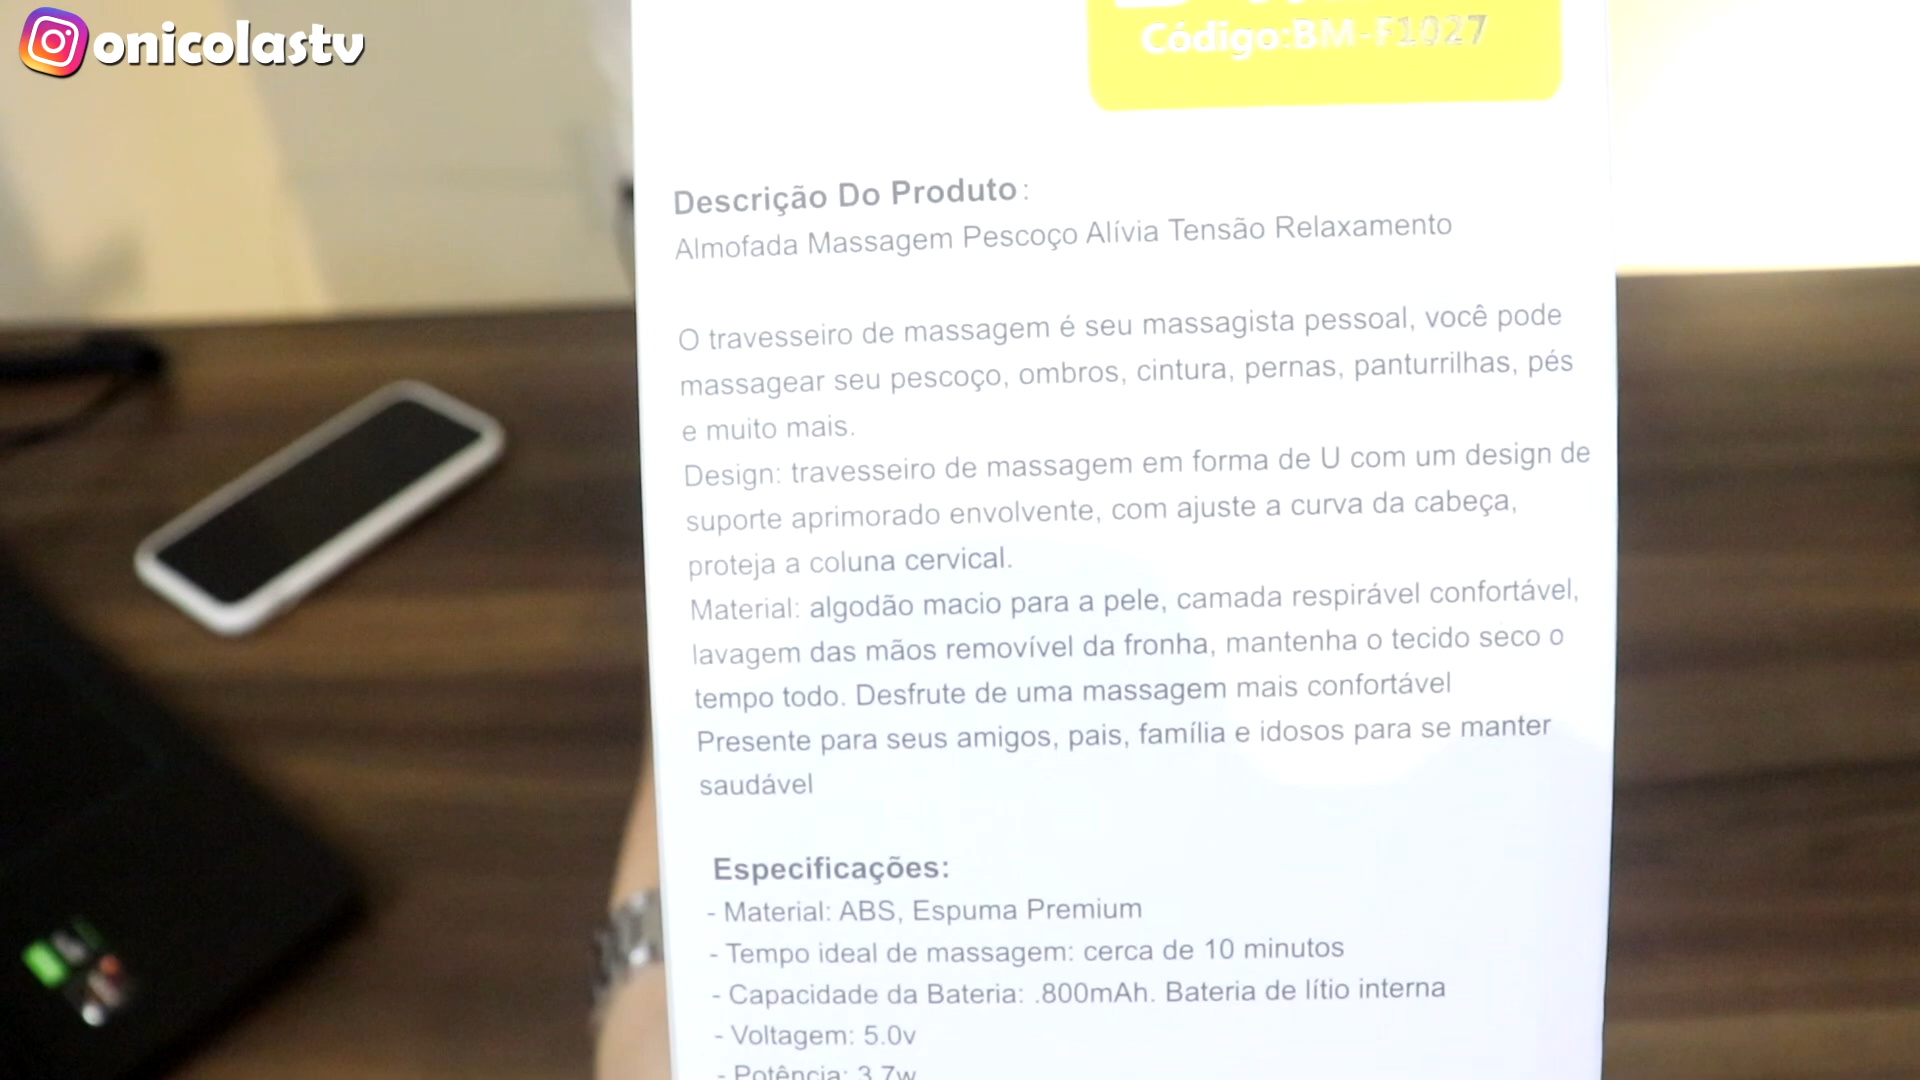 onicolastv
Código:BM-F1027
Descrição Do Produto:
Almofada Massagem Pescoço Alívia Tensão Relaxamento
O travesseiro de massagem é seu massagista pessoal, você pode
massagear seu pescoço, ombros, cintura, pernas, panturrilhas, pés
e muito mais.
Design: travesseiro de massagem em forma de U com um design de
suporte aprimorado envolvente, com ajuste a curva da cabeça,
proteja a coluna cervical.
Material: algodão macio para a pele, camada respirável confortável,
lavagem das mãos removível da fronha, mantenha o tecido seco o
tempo todo. Desfrute de uma massagem mais confortável
Presente para seus amigos, pais, família e idosos para se manter
saudável
Especificações:
- Material: ABS, Espuma Premium
- Tempo ideal de massagem: cerca de 10 minutos
- Capacidade da Bateria: .800mAh. Bateria de lítio interna
- Voltagem: 5.0v
- Potência: 3.7w